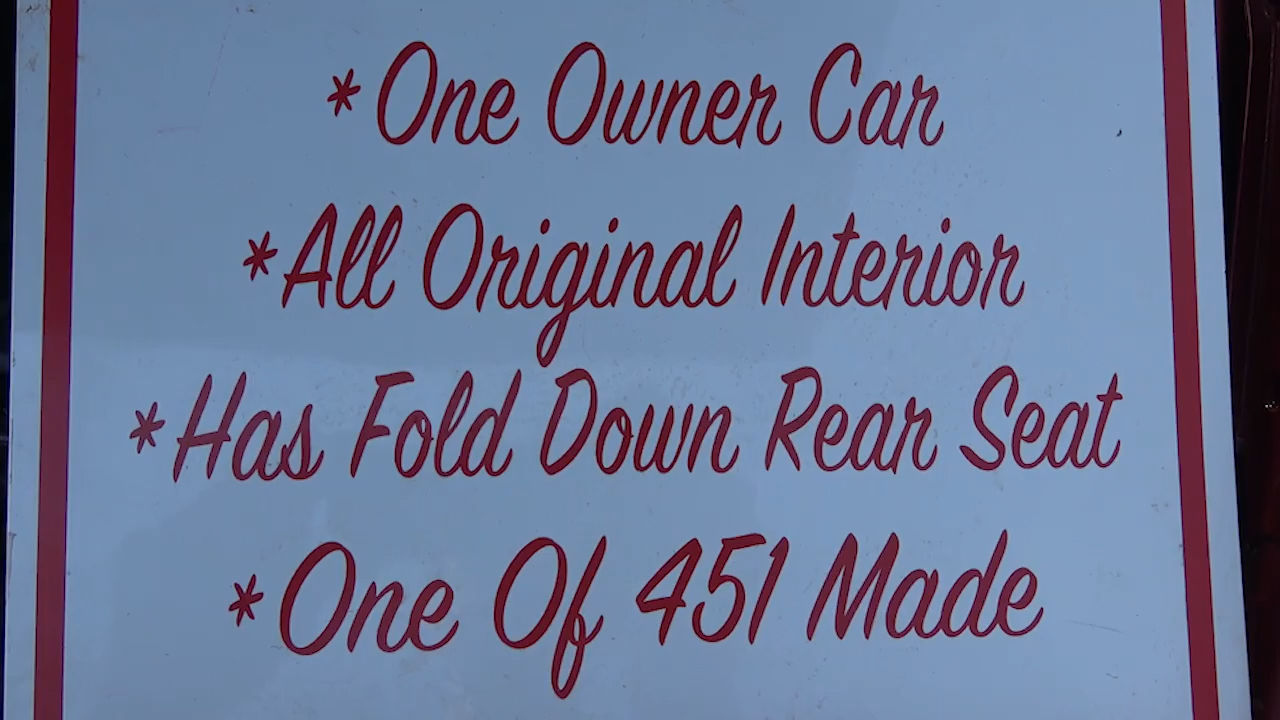 *One Owner Car
*All Original Interior
*Has Fold Down Rear Seat
*One Of 451 Made